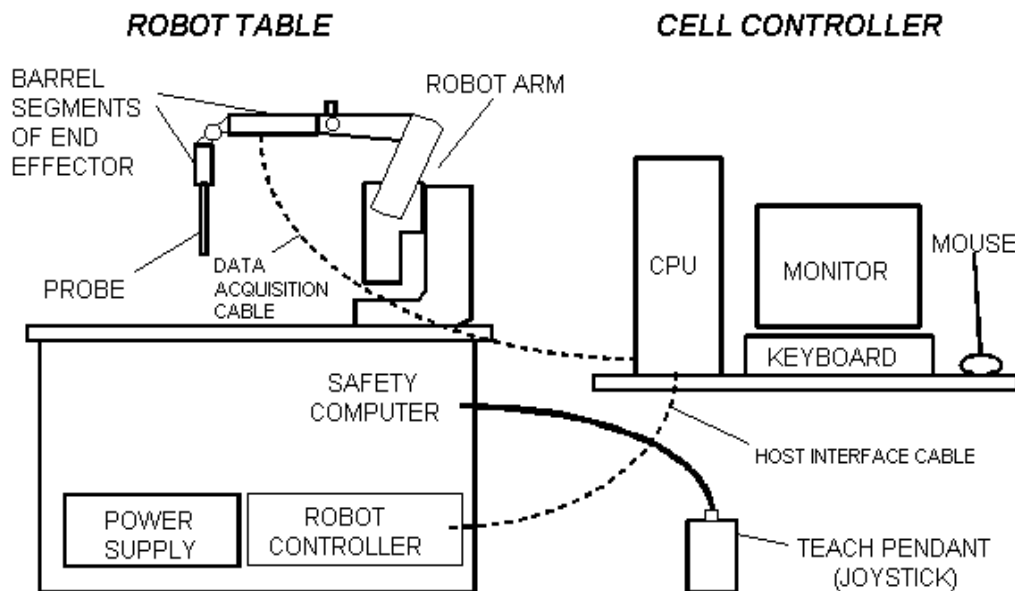 ROBOT TABLE
CELL CONTROLLER
BARREL
SEGMENTS
OF END
EFFECTOR
ROBOT ARM
PROBE
DATA
ACQUISITION
CABLE
CPU
MONITOR
MOUSE
KEYBOARD
SAFETY
COMPUTER
HOST INTERFACE CABLE
POWER
SUPPLY
ROBOT
CONTROLLER
TEACH PENDANT
(JOYSTICK)